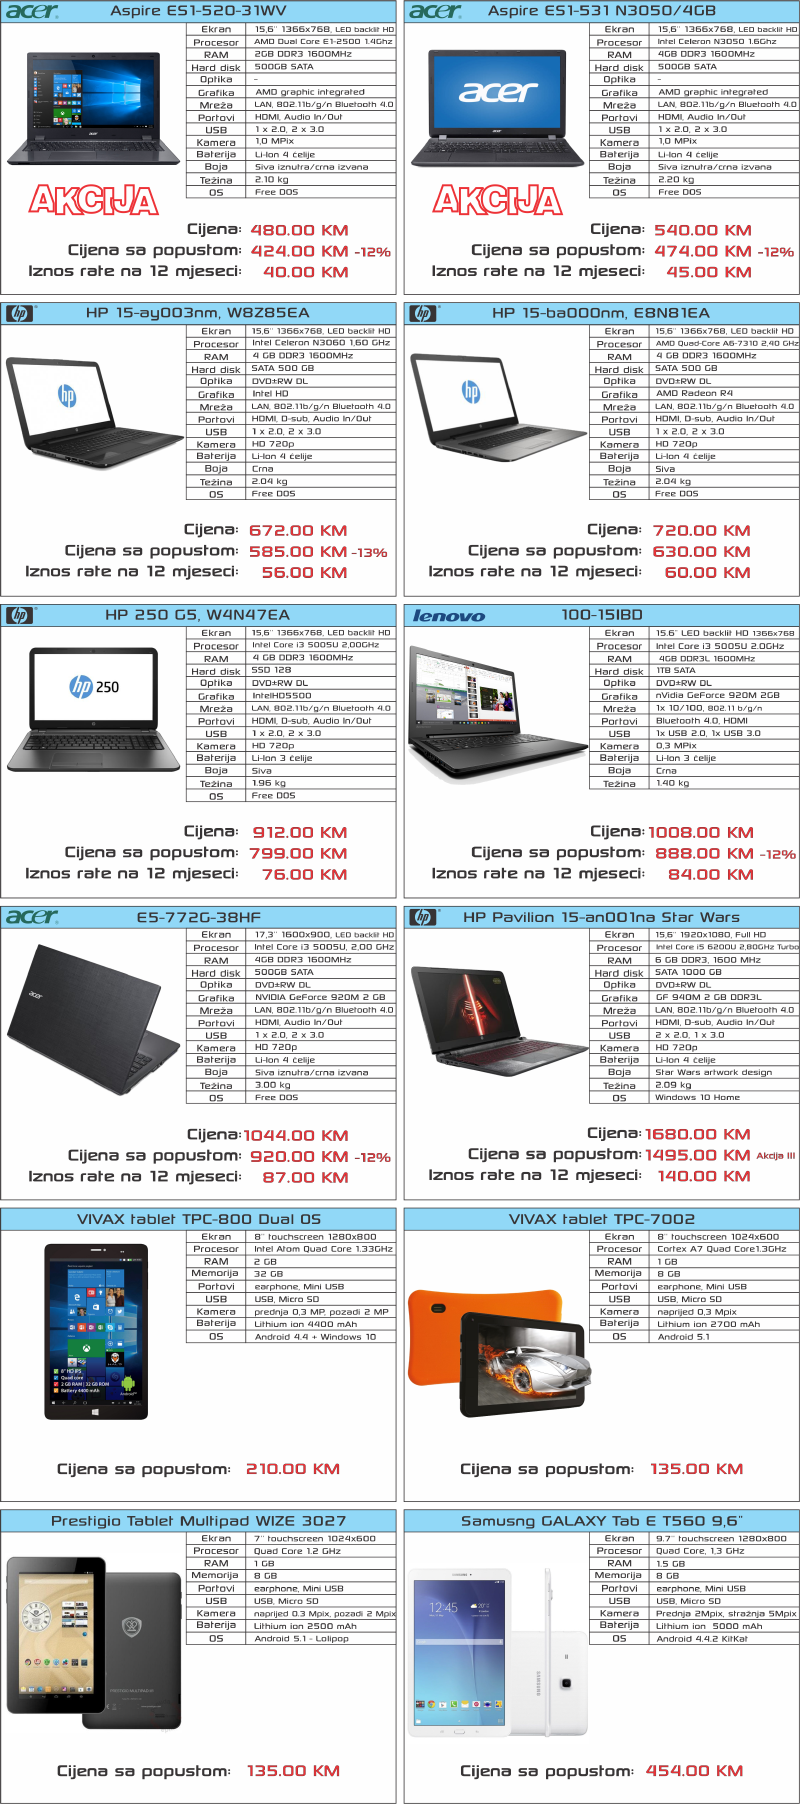 acer Aspire ES1-520-31WV
Ekran 15,6" 1366x768, LED backlit HD
Procesor AMD Dual Core E1-2500 1.4Ghz
RAM 2GB DDR3 1600MHz
Hard disk 500GB SATA
Optika -
Grafika AMD graphic integrated
Mreža LAN, 802.11b/g/n Bluetooth 4.0
Portovi HDMI, Audio In/Out
USB 1 x 2.0, 2 x 3.0
Kamera 1,0 MPix
Baterija Li-Ion 4 ćelije
Boja Siva iznutra/crna izvana
Težina 2.10 kg
OS Free DOS
AKCIJA
Cijena: 480.00 KM
Cijena sa popustom: 424.00 KM -12%
Iznos rate na 12 mjeseci: 40.00 KM
acer Aspire ES1-531 N3050/4GB
acer
Ekran 15,6" 1366x768, LED backlit HD
Procesor Intel Celeron N3050 1.6Ghz
RAM 4GB DDR3 1600MHz
Hard disk 500GB SATA
Optika -
Grafika AMD graphic integrated
Mreža LAN, 802.11b/g/n Bluetooth 4.0
Portovi HDMI, Audio In/Out
USB 1 x 2.0, 2 x 3.0
Kamera 1,0 MPix
Baterija Li-Ion 4 ćelije
Boja Siva iznutra/crna izvana
Težina 2.20 kg
OS Free DOS
AKCIJA
Cijena: 540.00 KM
Cijena sa popustom: 474.00 KM -12%
Iznos rate na 12 mjeseci: 45.00 KM
hp HP 15-ay003nm, W8Z85EA
hp
Ekran 15,6" 1366x768, LED backlit HD
Procesor Intel Celeron N3060 1,60 GHz
RAM 4 GB DDR3 1600MHz
Hard disk SATA 500 GB
Optika DVD±RW DL
Grafika Intel HD
Mreža LAN, 802.11b/g/n Bluetooth 4.0
Portovi HDMI, D-sub, Audio In/Out
USB 1 x 2.0, 2 x 3.0
Kamera HD 720p
Baterija Li-Ion 4 ćelije
Boja Crna
Težina 2.04 kg
OS Free DOS
Cijena: 672.00 KM
Cijena sa popustom: 585.00 KM -13%
Iznos rate na 12 mjeseci: 56.00 KM
hp HP 15-ba000nm, E8N81EA
hp
Ekran 15,6" 1366x768, LED backlit HD
Procesor AMD Quad-Core A6-7310 2,40 GHz
RAM 4 GB DDR3 1600MHz
Hard disk SATA 500 GB
Optika DVD±RW DL
Grafika AMD Radeon R4
Mreža LAN, 802.11b/g/n Bluetooth 4.0
Portovi HDMI, D-sub, Audio In/Out
USB 1 x 2.0, 2 x 3.0
Kamera HD 720p
Baterija Li-Ion 4 ćelije
Boja Siva
Težina 2.04 kg
OS Free DOS
Cijena: 720.00 KM
Cijena sa popustom: 630.00 KM
Iznos rate na 12 mjeseci: 60.00 KM
hp HP 250 G5, W4N47EA
hp 250
Ekran 15,6" 1366x768, LED backlit HD
Procesor Intel Core i3 5005U 2,00GHz
RAM 4 GB DDR3 1600MHz
Hard disk SSD 128
Optika DVD±RW DL
Grafika IntelHD5500
Mreža LAN, 802.11b/g/n Bluetooth 4.0
Portovi HDMI, D-sub, Audio In/Out
USB 1 x 2.0, 2 x 3.0
Kamera HD 720p
Baterija Li-Ion 3 ćelije
Boja Siva
Težina 1.96 kg
OS Free DOS
Cijena: 912.00 KM
Cijena sa popustom: 799.00 KM
Iznos rate na 12 mjeseci: 76.00 KM
lenovo 100-15IBD
Ekran 15.6" LED backlit HD 1366x768
Procesor Intel Core i3 5005U 2.0GHz
RAM 4GB DDR3L 1600MHz
Hard disk 1TB SATA
Optika DVD±RW DL
Grafika nVidia GeForce 920M 2GB
Mreža 1x 10/100, 802.11 b/g/n
Portovi Bluetooth 4.0, HDMI
USB 1x USB 2.0, 1x USB 3.0
Kamera 0,3 MPix
Baterija Li-Ion 3 ćelije
Boja Crna
Težina 1.40 kg
Cijena: 1008.00 KM
Cijena sa popustom: 888.00 KM -12%
Iznos rate na 12 mjeseci: 84.00 KM
acer E5-772G-38HF
acer
Ekran 17,3" 1600x900, LED backlit HD
Procesor Intel Core i3 5005U, 2,00 GHz
RAM 4GB DDR3 1600MHz
Hard disk 500GB SATA
Optika DVD±RW DL
Grafika NVIDIA GeForce 920M 2 GB
Mreža LAN, 802.11b/g/n Bluetooth 4.0
Portovi HDMI, Audio In/Out
USB 1 x 2.0, 2 x 3.0
Kamera HD 720p
Baterija Li-Ion 4 ćelije
Boja Siva iznutra/crna izvana
Težina 3.00 kg
OS Free DOS
Cijena: 1044.00 KM
Cijena sa popustom: 920.00 KM -12%
Iznos rate na 12 mjeseci: 87.00 KM
hp HP Pavilion 15-an001na Star Wars
Ekran 15,6" 1920x1080, Full HD
Procesor Intel Core i5 6200U 2,80GHz Turbo
RAM 6 GB DDR3, 1600 MHz
Hard disk SATA 1000 GB
Optika DVD±RW DL
Grafika GF 940M 2 GB DDR3L
Mreža LAN, 802.11b/g/n Bluetooth 4.0
Portovi HDMI, D-sub, Audio In/Out
USB 2 x 2.0, 1 x 3.0
Kamera HD 720p
Baterija Li-Ion 4 ćelije
Boja Star Wars artwork design
Težina 2.09 kg
OS Windows 10 Home
Cijena: 1680.00 KM
Cijena sa popustom: 1495.00 KM Akcija !!!
Iznos rate na 12 mjeseci: 140.00 KM
VIVAX tablet TPC-800 Dual OS
Ekran 8" touchscreen 1280x800
Procesor Intel Atom Quad Core 1.33GHz
RAM 2 GB
Memorija 32 GB
Portovi earphone, Mini USB
USB USB, Micro SD
Kamera prednja 0,3 MP, pozadi 2 MP
Baterija Lithium ion 4400 mAh
OS Android 4.4 + Windows 10
8" HD IPS
Quad core
2 GB RAM | 32 GB ROM
Battery 4400 mAh
Cijena sa popustom: 210.00 KM
VIVAX tablet TPC-7002
Ekran 8" touchscreen 1024x600
Procesor Cortex A7 Quad Core1.3GHz
RAM 1 GB
Memorija 8 GB
Portovi earphone, Mini USB
USB USB, Micro SD
Kamera naprijed 0,3 Mpix
Baterija Lithium ion 2700 mAh
OS Android 5.1
Cijena sa popustom: 135.00 KM
Prestigio Tablet Multipad WIZE 3027
Ekran 7" touchscreen 1024x600
Procesor Quad Core 1.2 GHz
RAM 1 GB
Memorija 8 GB
Portovi earphone, Mini USB
USB USB, Micro SD
Kamera naprijed 0.3 Mpix, pozadi 2 Mpix
Baterija Lithium ion 2500 mAh
OS Android 5.1 - Lolipop
Cijena sa popustom: 135.00 KM
Samusng GALAXY Tab E T560 9,6"
12:45
SAMSUNG
Ekran 9.7" touchscreen 1280x800
Procesor Quad Core, 1,3 GHz
RAM 1.5 GB
Memorija 8 GB
Portovi earphone, Mini USB
USB USB, Micro SD
Kamera Prednja 2Mpix, stražnja 5Mpix
Baterija Lithium ion 5000 mAh
OS Android 4.4.2 KitKat
Cijena sa popustom: 454.00 KM